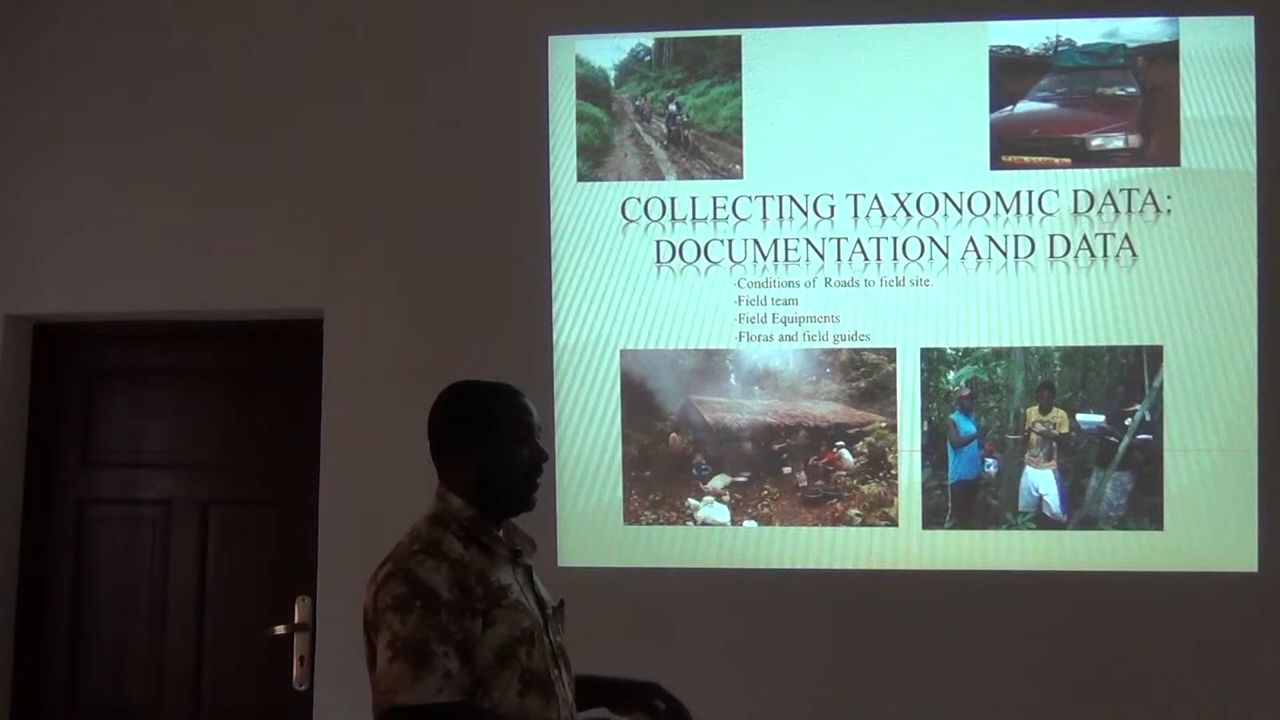 COLLECTING TAXONOMIC DATA:
DOCUMENTATION AND DATA
-Conditions of Roads to field site.
-Field team
-Field Equipments
-Floras and field guides